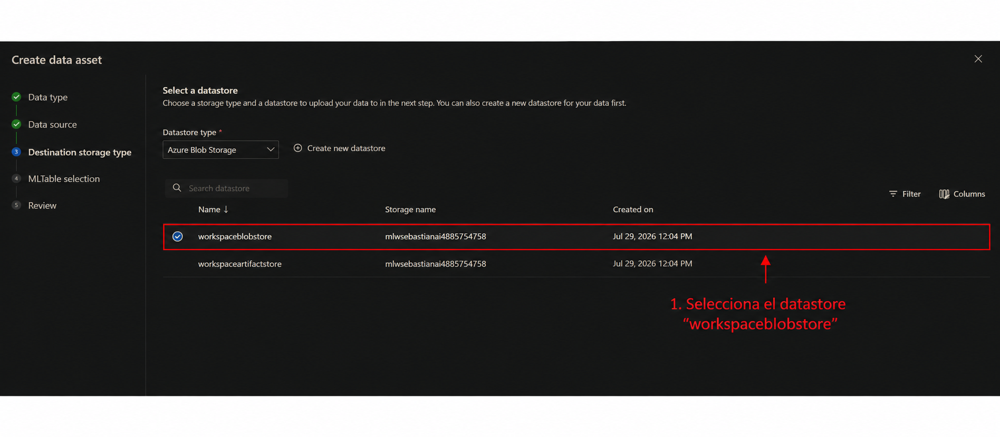 Create data asset
Data type
Data source
3 Destination storage type
4 MLTable selection
5 Review
Select a datastore
Choose a storage type and a datastore to upload your data to in the next step. You can also create a new datastore for your data first.
Datastore type *
Azure Blob Storage
Create new datastore
Search datastore
Filter Columns
Name ↓ Storage name Created on
workspaceblobstore mlwsebastianai4885754758 Jul 29, 2026 12:04 PM
workspaceartifactstore mlwsebastianai4885754758 Jul 29, 2026 12:04 PM
1. Selecciona el datastore
“workspaceblobstore”